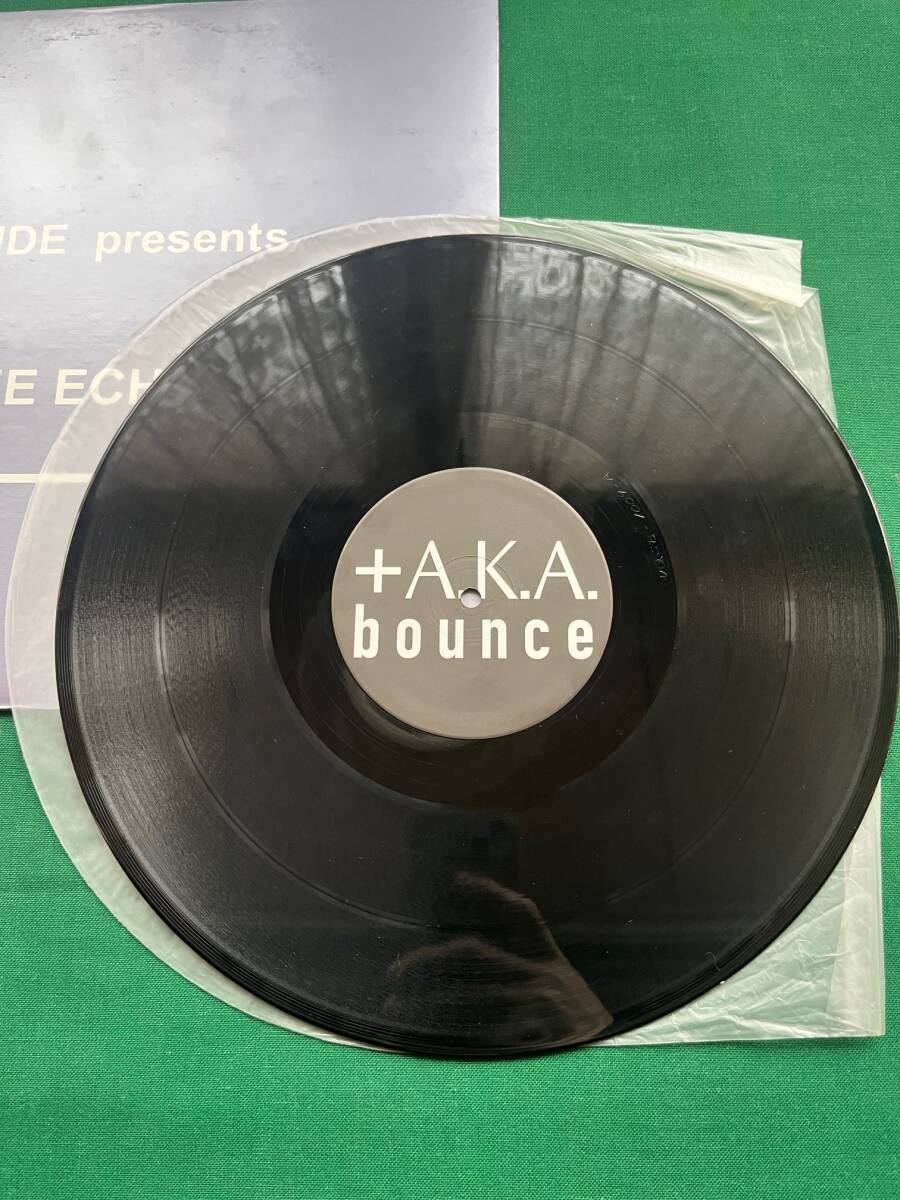 UDE presents
E ECH
+A.K.A.
bounce